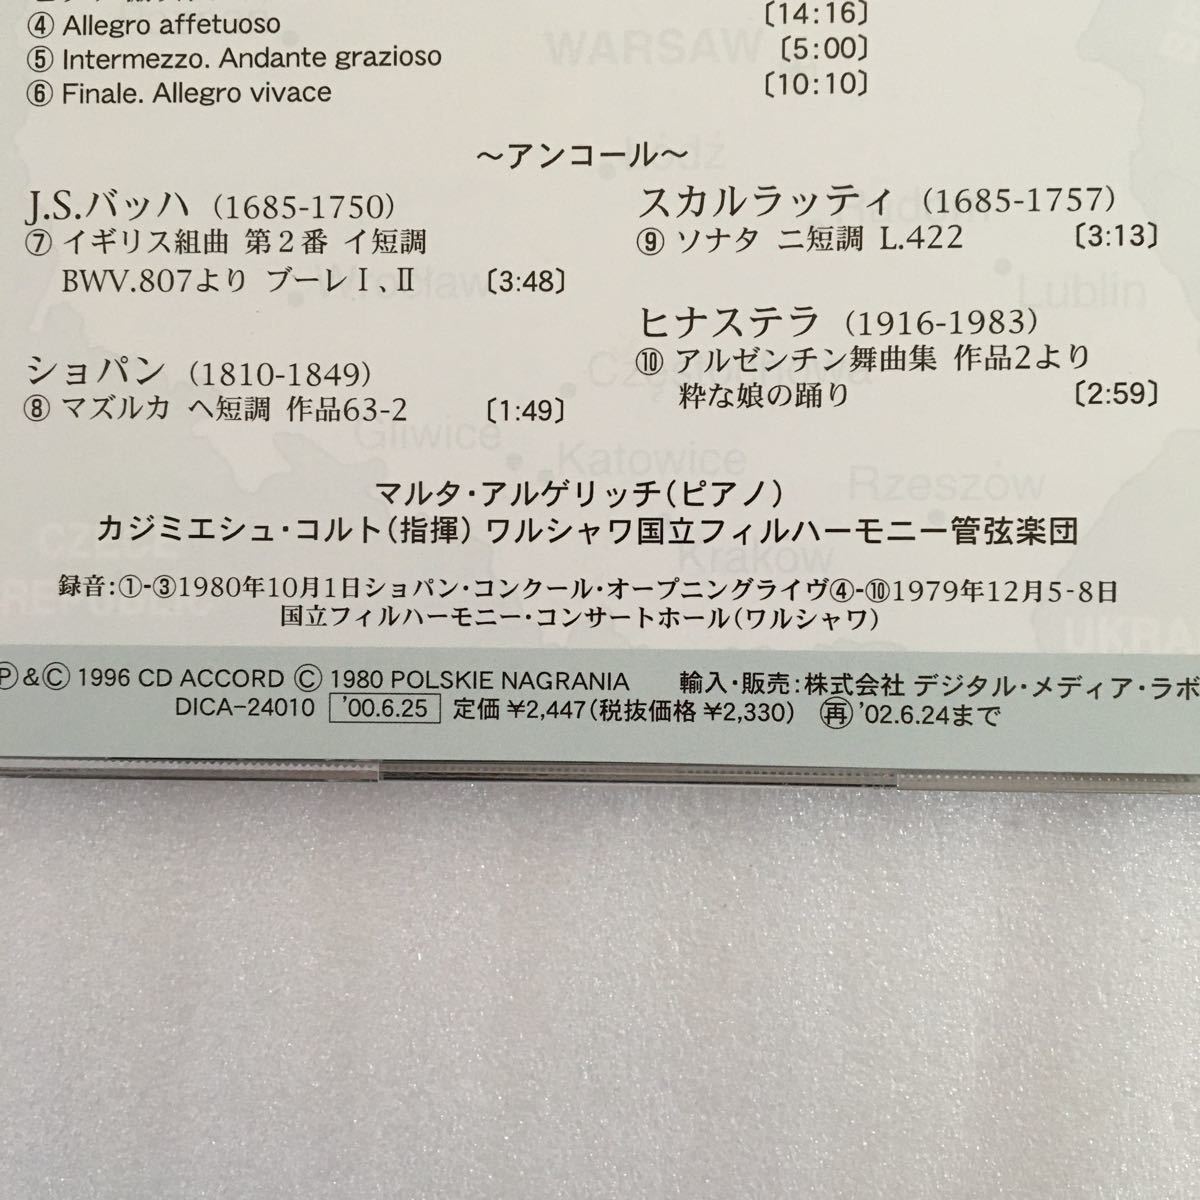 ④ Allegro affetuoso 〔14:16〕
⑤ Intermezzo. Andante grazioso 〔5:00〕
⑥ Finale. Allegro vivace 〔10:10〕
～アンコール～
J.S.バッハ (1685-1750)
⑦ イギリス組曲 第２番 イ短調
BWV.807より ブーレⅠ、Ⅱ 〔3:48〕
ショパン (1810-1849)
⑧ マズルカ ヘ短調 作品63-2 〔1:49〕
スカルラッティ (1685-1757)
⑨ ソナタ ニ短調 L.422 〔3:13〕
ヒナステラ (1916-1983)
⑩ アルゼンチン舞曲集 作品2より
粋な娘の踊り 〔2:59〕
マルタ・アルゲリッチ(ピアノ)
カジミエシュ・コルト(指揮) ワルシャワ国立フィルハーモニー管弦楽団
録音:①-③1980年10月1日ショパン・コンクール・オープニングライヴ④-⑩1979年12月5-8日
国立フィルハーモニー・コンサートホール(ワルシャワ)
Ⓟ&Ⓒ 1996 CD ACCORD Ⓒ 1980 POLSKIE NAGRANIA 輸入・販売:株式会社 デジタル・メディア・ラボ
DICA-24010 '00.6.25 定価¥2,447(税抜価格¥2,330) ㊢'02.6.24まで
WARSAW
Łódź
Radom
Wrocław
Lublin
Gliwice
Katowice
Rzeszów
Krakow
CZECH
UKRA